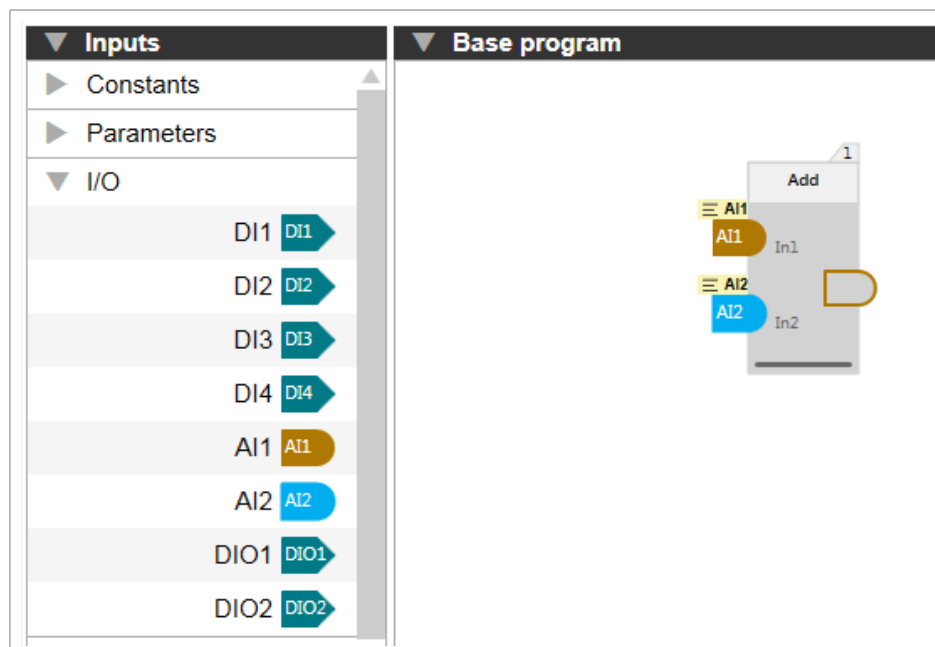 Inputs
Constants
Parameters
I/O
DI1 DI1
DI2 DI2
DI3 DI3
DI4 DI4
AI1 AI1
AI2 AI2
DIO1 DIO1
DIO2 DIO2
Base program
1
Add
AI1
AI1 In1
AI2
AI2 In2